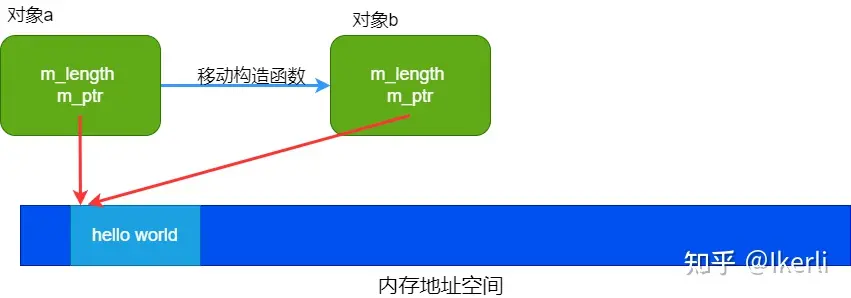 对象a
对象b
m_length
m_ptr
移动构造函数
m_length
m_ptr
hello world
知乎 @Ikerli
内存地址空间